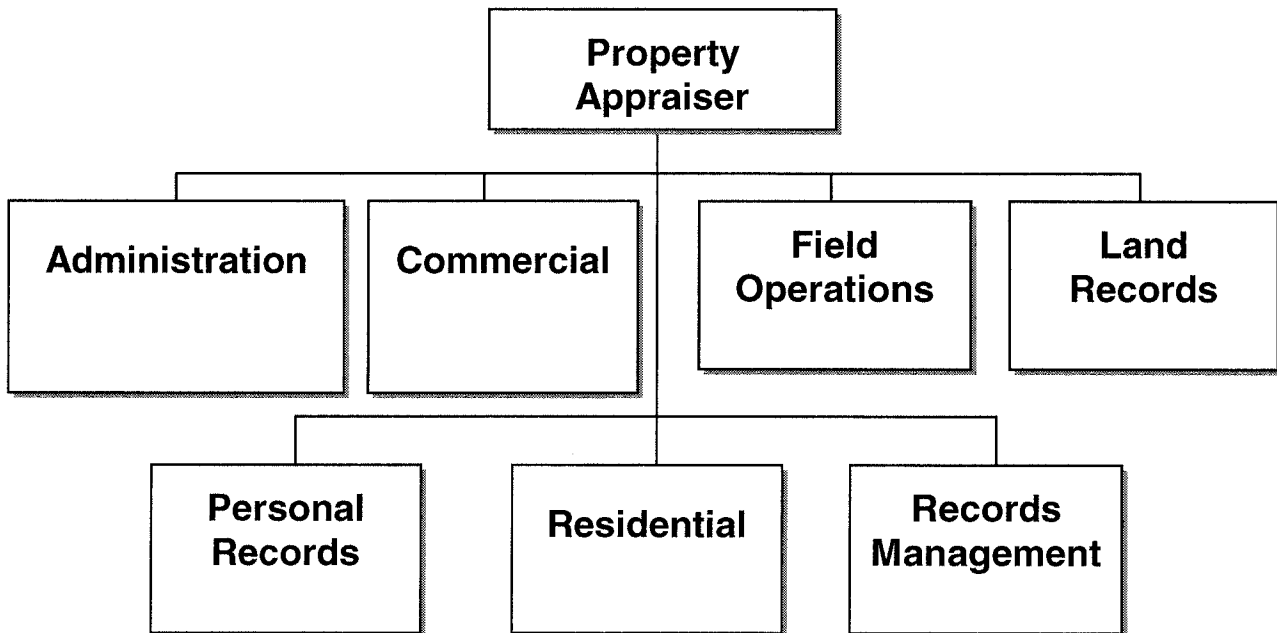 Property
Appraiser
Administration
Commercial
Field
Operations
Land
Records
Personal
Records
Residential
Records
Management